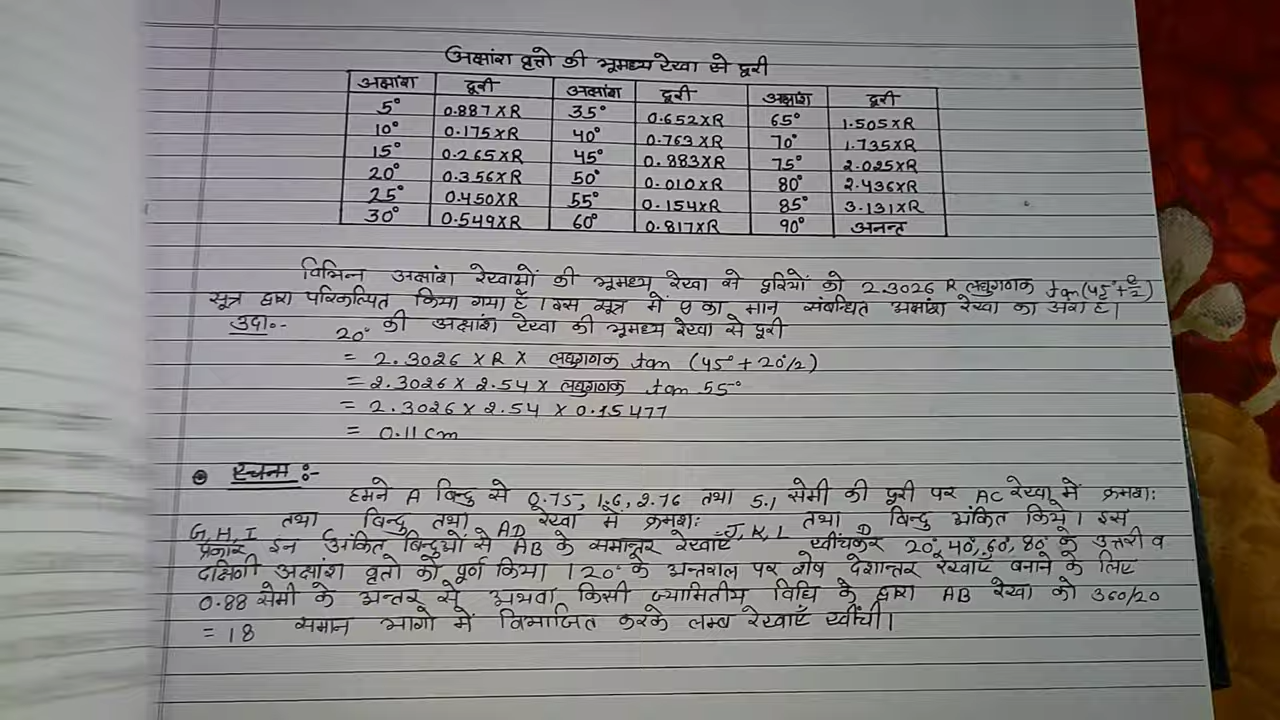 अक्षांश वृत्तो की भूमध्य रेखा से दूरी
अक्षांश दूरी अक्षांश दूरी अक्षांश दूरी
5° 0.887×R 35° 0.652×R 65° 1.505×R
10° 0.175×R 40° 0.763×R 70° 1.735×R
15° 0.265×R 45° 0.883×R 75° 2.025×R
20° 0.356×R 50° 0.010×R 80° 2.436×R
25° 0.450×R 55° 0.154×R 85° 3.131×R
30° 0.549×R 60° 0.817×R 90° अनन्त
विभिन्न अक्षांश रेखाओं की भूमध्य रेखा से दूरियों को 2.3026 R लघुगणक tan(45°+θ/2)
सूत्र द्वारा परिकल्पित किया गया है। इस सूत्र में θ का मान संबन्धित अक्षांश रेखा का अंश है।
उदा०:- 20° की अक्षांश रेखा की भूमध्य रेखा से दूरी
= 2.3026 × R × लघुगणक tan (45° + 20°/2)
= 2.3026 × 2.54 × लघुगणक tan 55°
= 2.3026 × 2.54 × 0.15477
= 0.11 cm
• रचना :-
हमने A बिन्दु से 0.75, 1.6, 2.76 तथा 5.1 सेमी की दूरी पर AC रेखा में क्रमशः
G, H, I तथा बिन्दु तथा AD रेखा में क्रमशः J, K, L तथा D बिन्दु अंकित किये। इस
प्रकार इन अंकित बिन्दुओं से AB के समान्तर रेखाएँ खींचकर 20°, 40°, 60°, 80° के उत्तरी व
दक्षिणी अक्षांश वृतो को पूर्ण किया। 20° के अन्तराल पर शेष देशान्तर रेखाएँ बनाने के लिए
0.88 सेमी के अन्तर से अथवा किसी ज्यामितीय विधि के द्वारा AB रेखा को 360/20
= 18 समान भागो में विभाजित करके लम्ब रेखाएँ खींची।